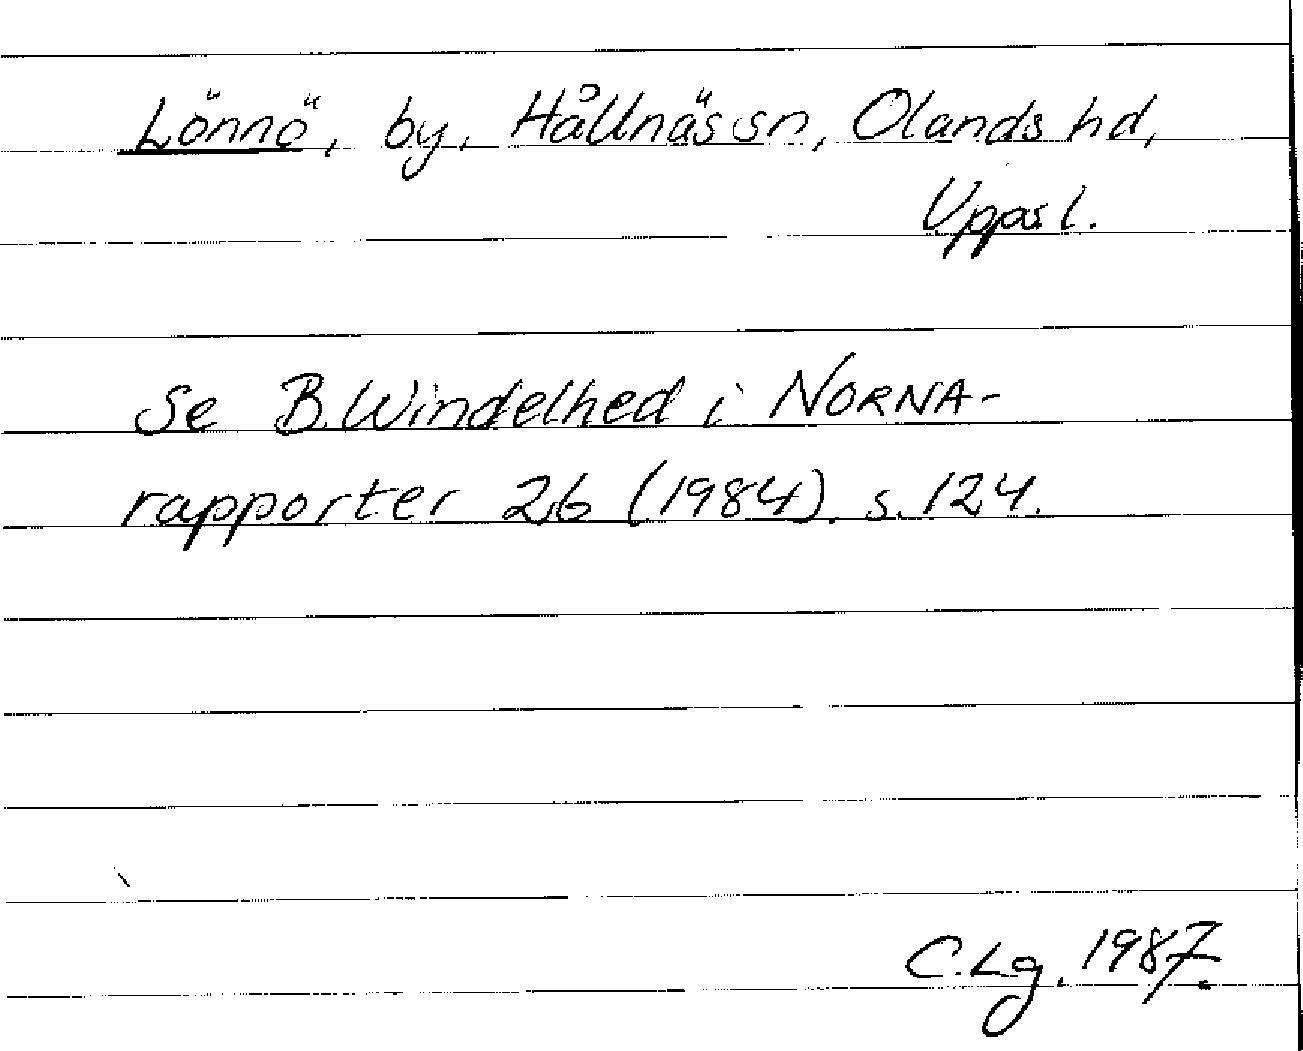 Lönnö, by, Hållnäs sn, Olands hd,
Uppsl.
Se B. Windelhed i NORNA-
rapporter 26 (1984), s. 124.
C. Lg. 1987.